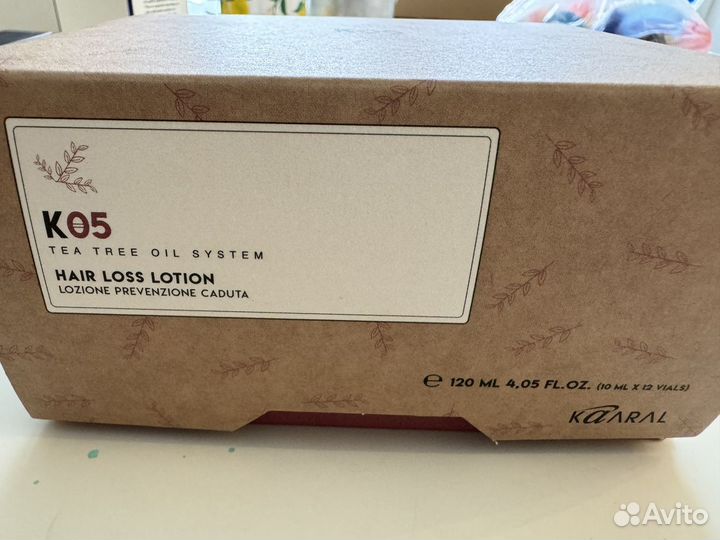 K05
TEA TREE OIL SYSTEM
HAIR LOSS LOTION
LOZIONE PREVENZIONE CADUTA
℮ 120 ML 4.05 FL.OZ. (10 ML X 12 VIALS)
KAARAL
Avito